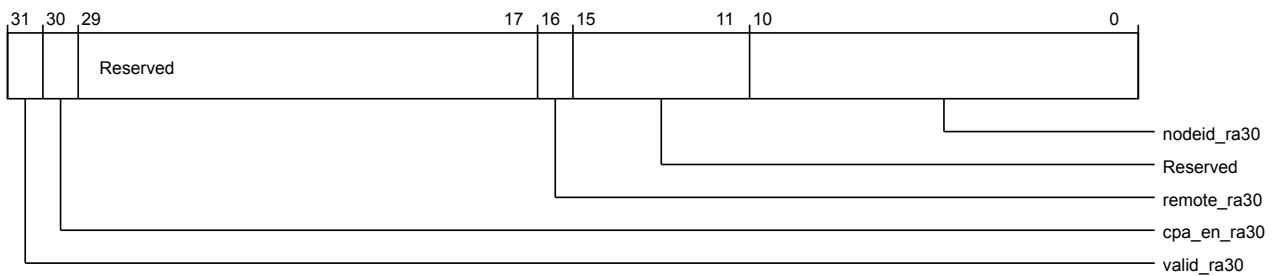 31 30 29 17 16 15 11 10 0
Reserved
nodeid_ra30
Reserved
remote_ra30
cpa_en_ra30
valid_ra30